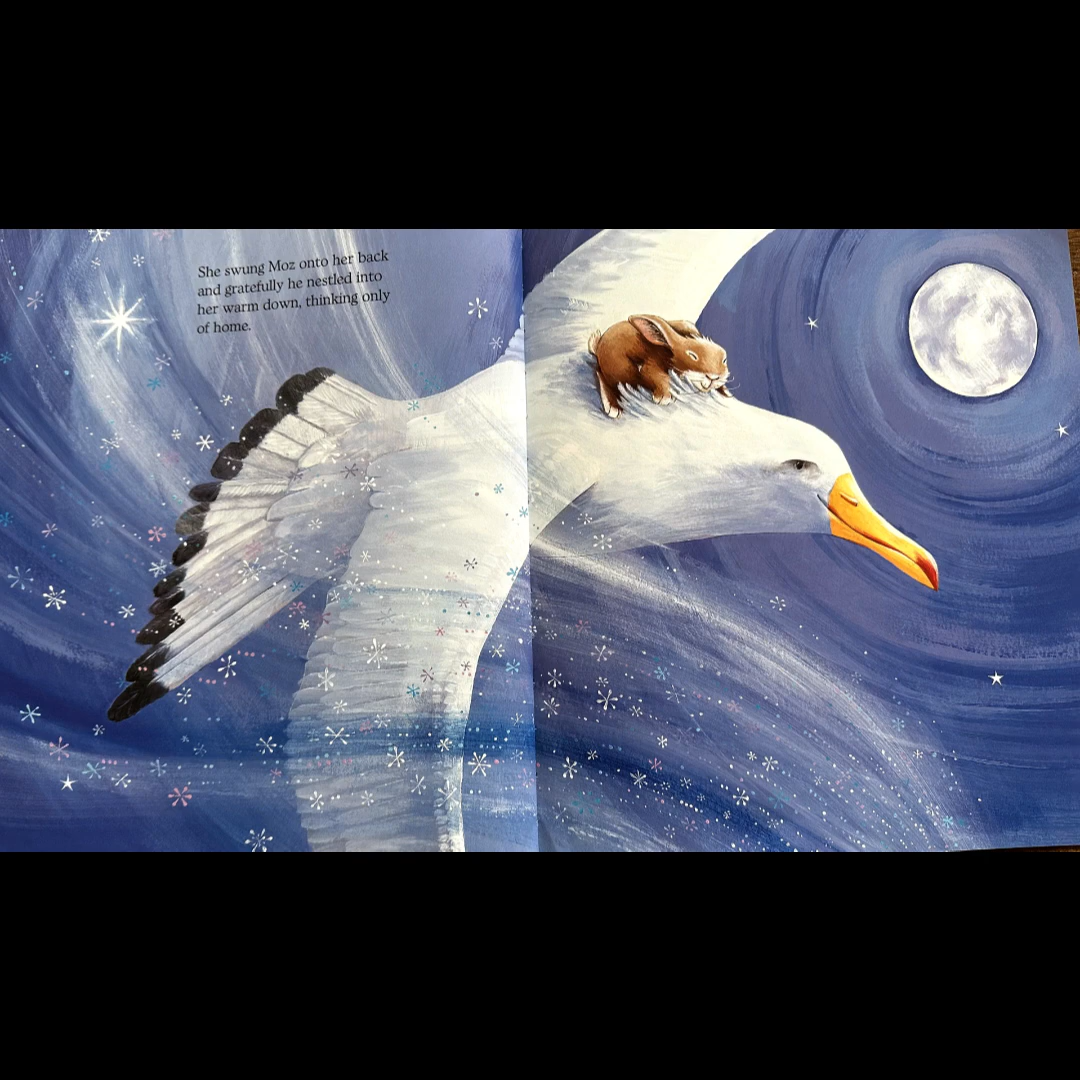 She swung Moz onto her back
and gratefully he nestled into
her warm down, thinking only
of home.